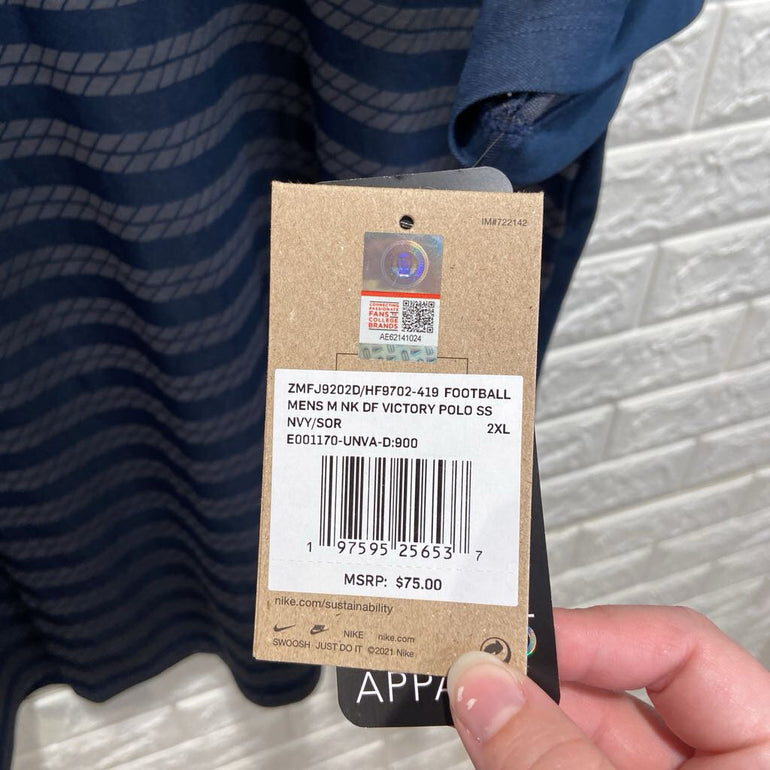 IM#722142
CONNECTING
PASSIONATE
FANS TO
COLLEGE
BRANDS
AE62141024
ZMFJ9202D/HF9702-419 FOOTBALL
MENS M NK DF VICTORY POLO SS
NVY/SOR 2XL
E001170-UNVA-D:900
1 97595 25653 7
MSRP: $75.00
nike.com/sustainability
NIKE nike.com
SWOOSH JUST DO IT ©2021 Nike
APPA